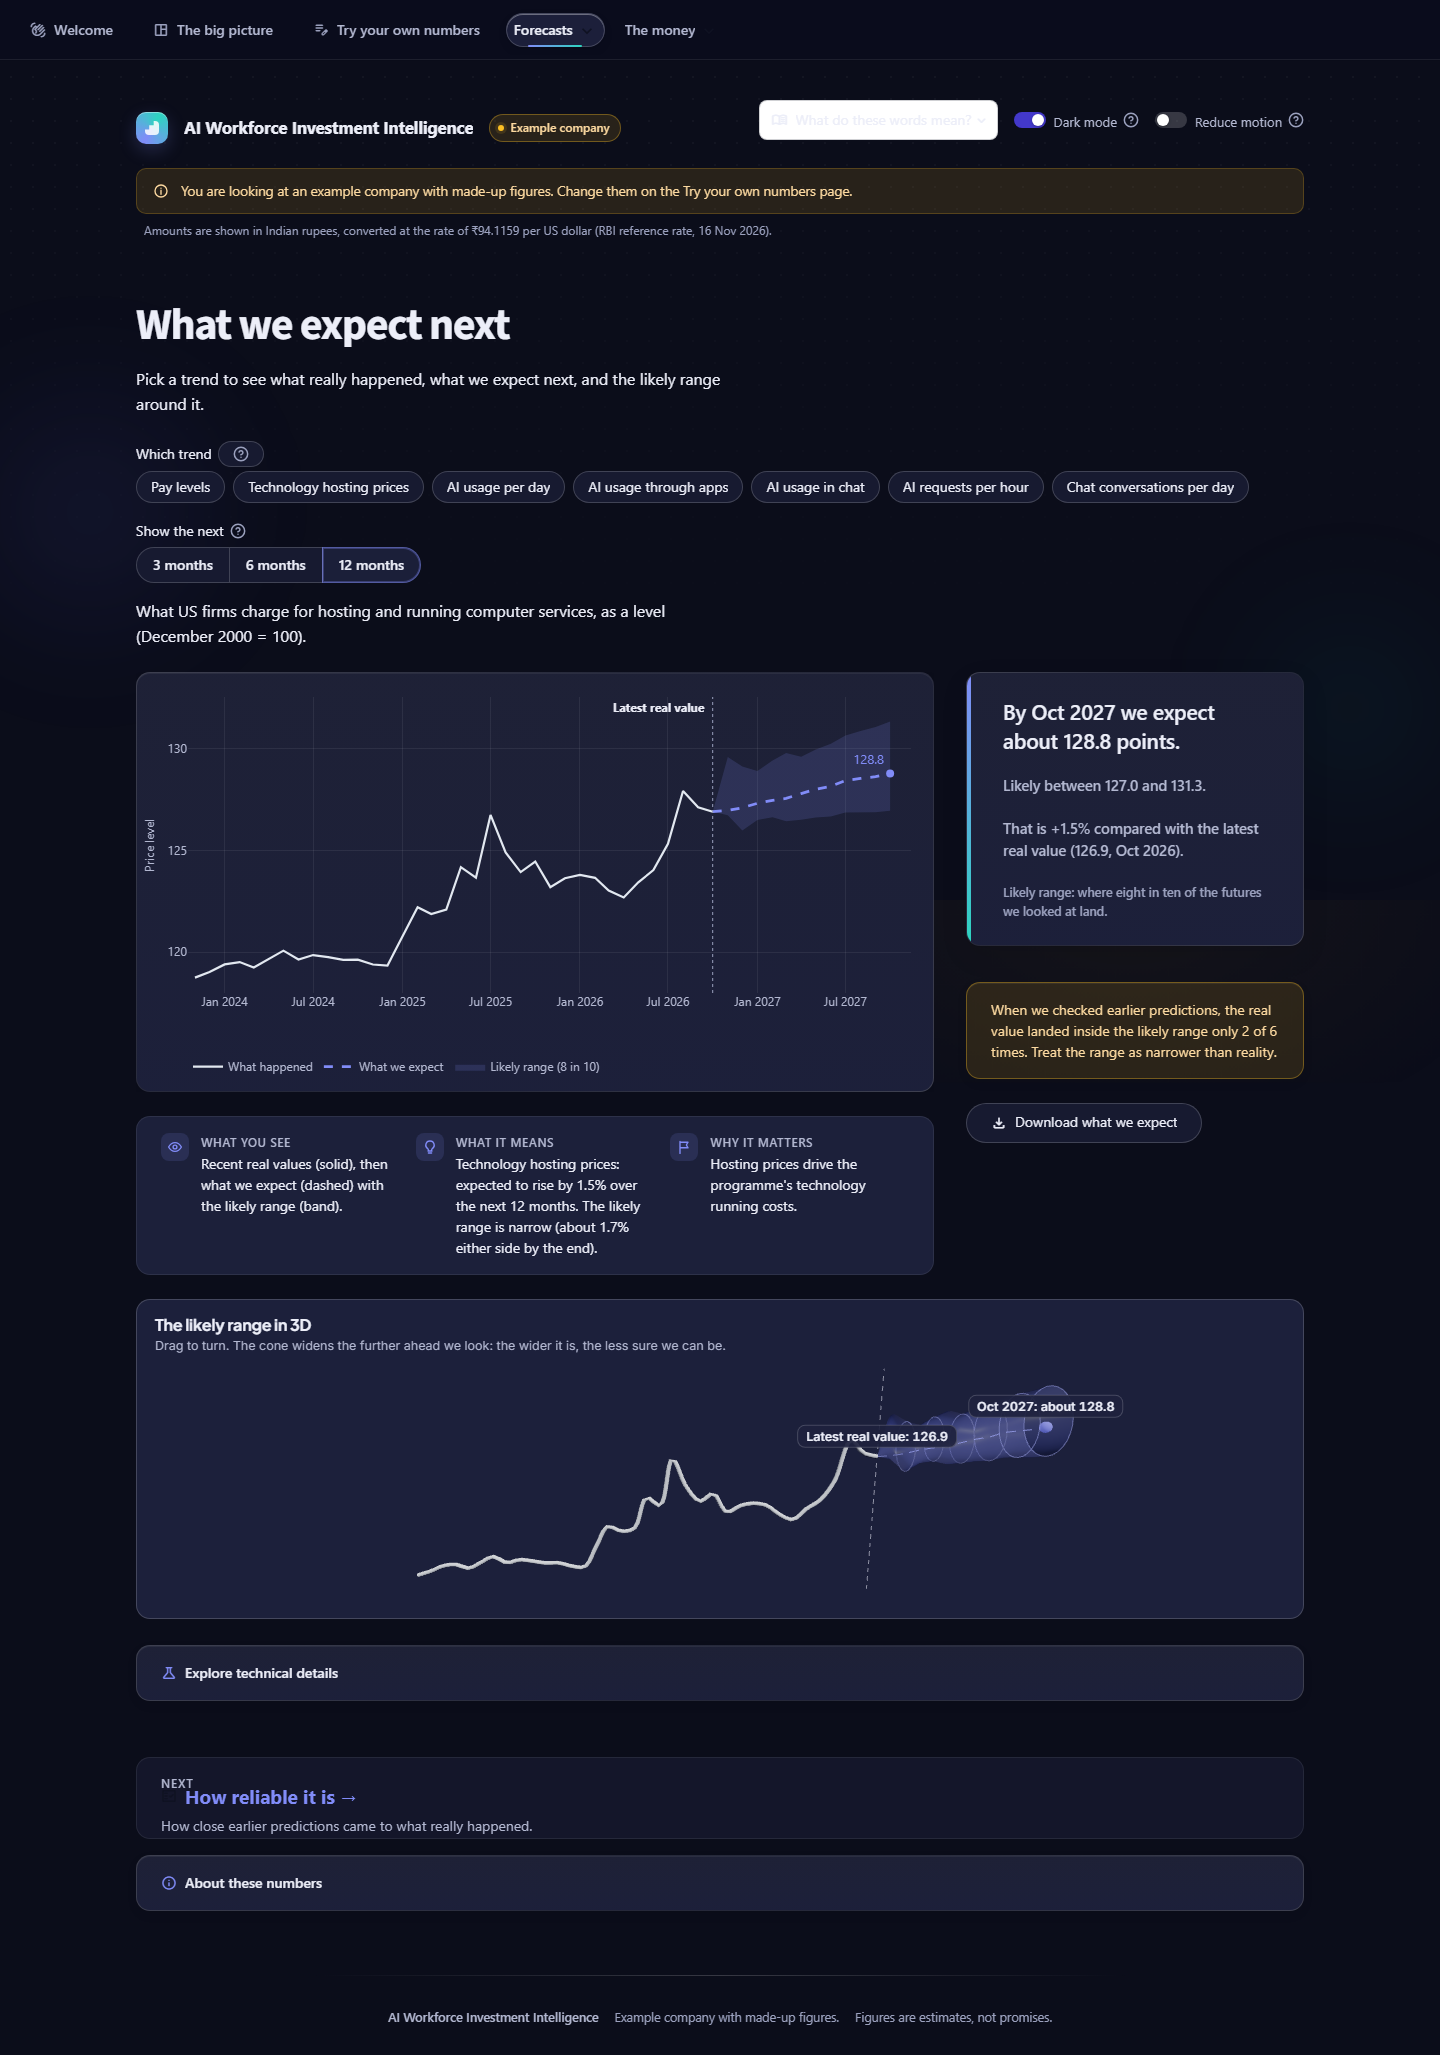 Welcome
The big picture
Try your own numbers
Forecasts
The money
AI Workforce Investment Intelligence
Example company
What do these words mean?
Dark mode
Reduce motion
You are looking at an example company with made-up figures. Change them on the Try your own numbers page.
Amounts are shown in Indian rupees, converted at the rate of ₹94.1159 per US dollar (RBI reference rate, 16 Nov 2026).
What we expect next
Pick a trend to see what really happened, what we expect next, and the likely range
around it.
Which trend
Pay levels
Technology hosting prices
AI usage per day
AI usage through apps
AI usage in chat
AI requests per hour
Chat conversations per day
Show the next
3 months
6 months
12 months
What US firms charge for hosting and running computer services, as a level
(December 2000 = 100).
Latest real value
130
128.8
125
120
Price level
Jan 2024
Jul 2024
Jan 2025
Jul 2025
Jan 2026
Jul 2026
Jan 2027
Jul 2027
What happened
What we expect
Likely range (8 in 10)
By Oct 2027 we expect
about 128.8 points.
Likely between 127.0 and 131.3.
That is +1.5% compared with the latest
real value (126.9, Oct 2026).
Likely range: where eight in ten of the futures
we looked at land.
When we checked earlier predictions, the real
value landed inside the likely range only 2 of 6
times. Treat the range as narrower than reality.
Download what we expect
WHAT YOU SEE
Recent real values (solid), then
what we expect (dashed) with
the likely range (band).
WHAT IT MEANS
Technology hosting prices:
expected to rise by 1.5% over
the next 12 months. The likely
range is narrow (about 1.7%
either side by the end).
WHY IT MATTERS
Hosting prices drive the
programme's technology
running costs.
The likely range in 3D
Drag to turn. The cone widens the further ahead we look: the wider it is, the less sure we can be.
Oct 2027: about 128.8
Latest real value: 126.9
Explore technical details
NEXT
How reliable it is →
How close earlier predictions came to what really happened.
About these numbers
AI Workforce Investment Intelligence
Example company with made-up figures.
Figures are estimates, not promises.